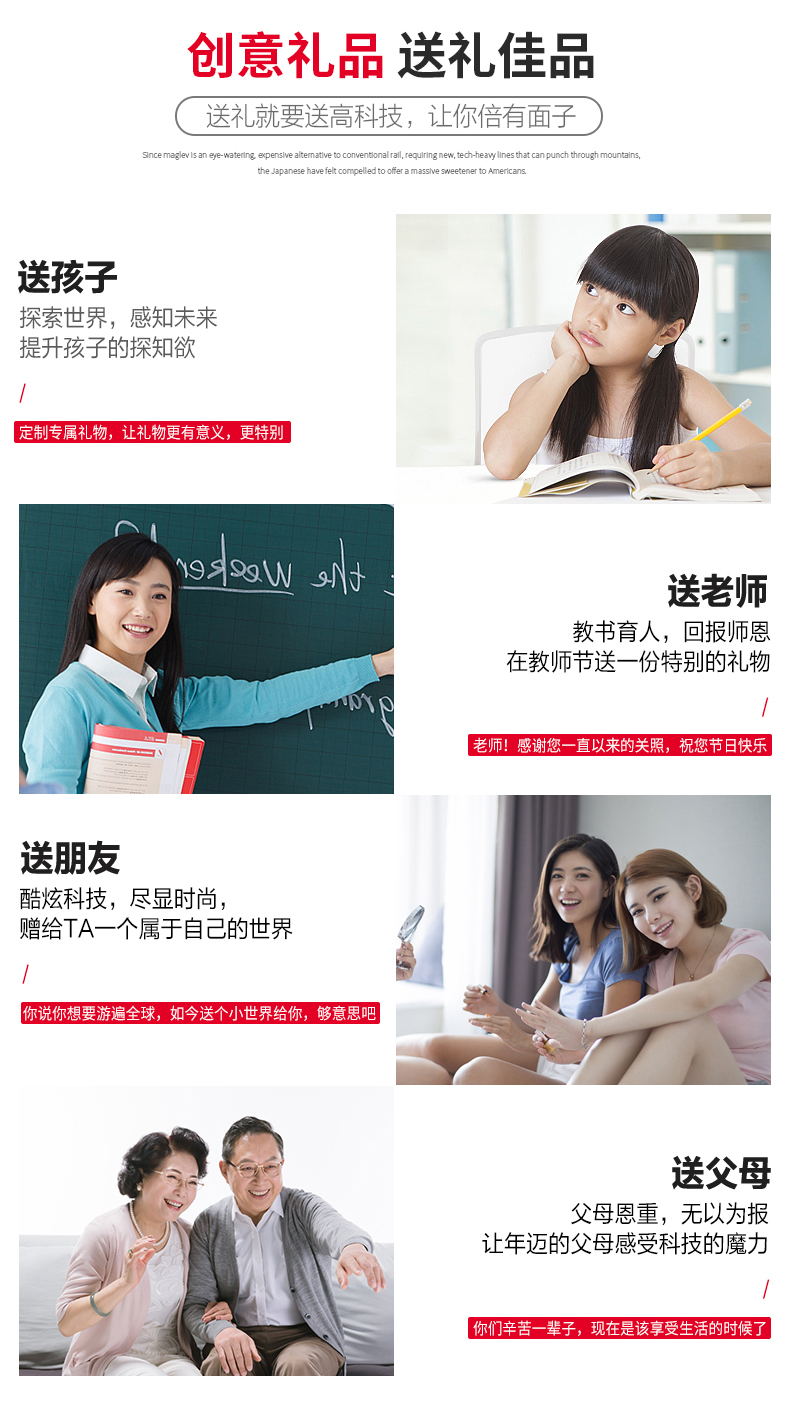 创意礼品 送礼佳品
送礼就要送高科技，让你倍有面子
Since maglev is an eye-watering, expensive alternative to conventional rail, requiring new, tech-heavy lines that can punch through mountains,
the Japanese have felt compelled to offer a massive sweetener to Americans.
送孩子
探索世界，感知未来
提升孩子的探知欲
/
定制专属礼物，让礼物更有意义，更特别
the weekend
送老师
教书育人，回报师恩
在教师节送一份特别的礼物
/
老师！感谢您一直以来的关照，祝您节日快乐
送朋友
酷炫科技，尽显时尚，
赠给TA一个属于自己的世界
/
你说你想要游遍全球，如今送个小世界给你，够意思吧
送父母
父母恩重，无以为报
让年迈的父母感受科技的魔力
/
你们辛苦一辈子，现在是该享受生活的时候了